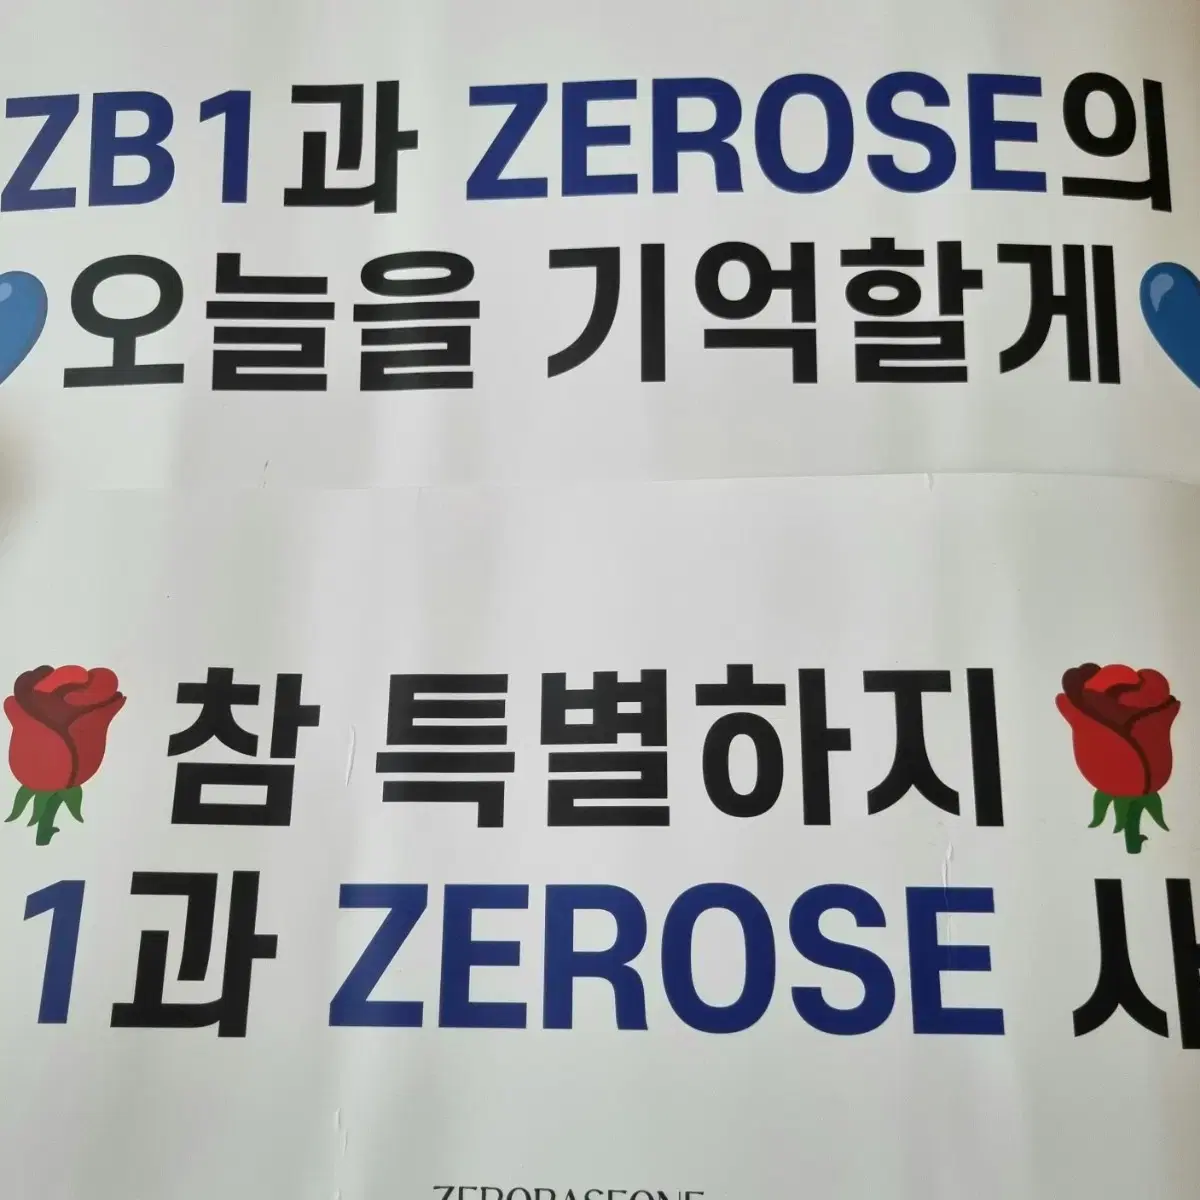 ZB1과 ZEROSE의
오늘을 기억할게
참 특별하지
1과 ZEROSE
ZEROBASEONE